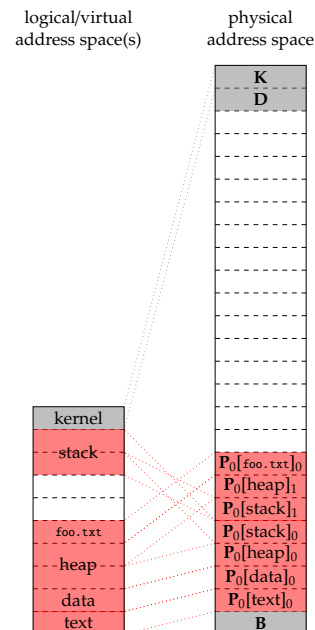 logical/virtual
address space(s)
physical
address space
K
D
kernel
stack
foo.txt
heap
data
text
P₀[foo.txt]₀
P₀[heap]₁
P₀[stack]₁
P₀[stack]₀
P₀[heap]₀
P₀[data]₀
P₀[text]₀
B